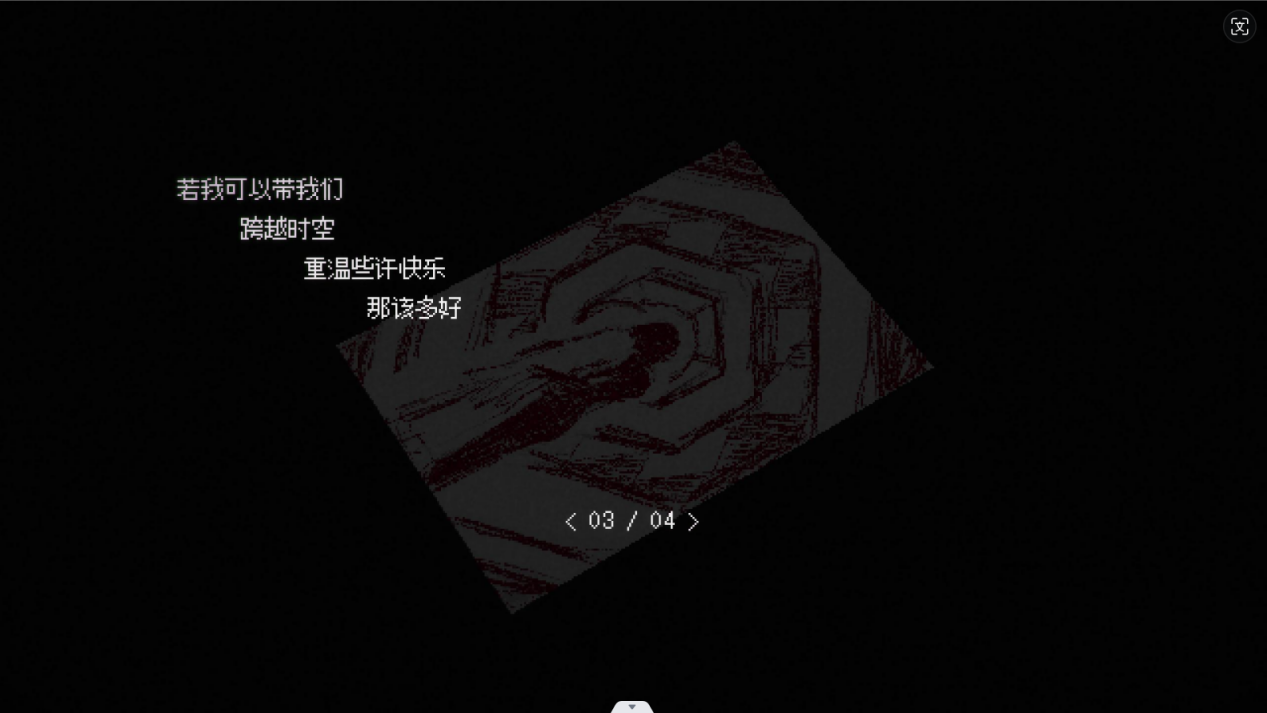 若我可以带我们
跨越时空
重温些许快乐
那该多好
< 03 / 04 >